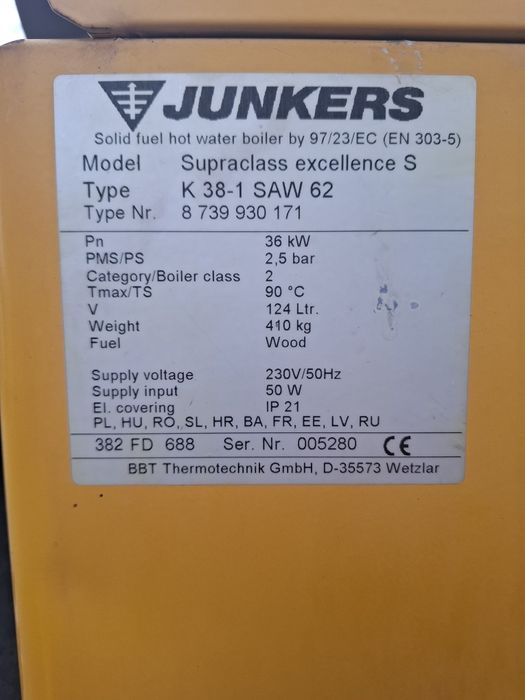 JUNKERS
Solid fuel hot water boiler by 97/23/EC (EN 303-5)
Model Supraclass excellence S
Type K 38-1 SAW 62
Type Nr. 8 739 930 171
Pn 36 kW
PMS/PS 2,5 bar
Category/Boiler class 2
Tmax/TS 90 °C
V 124 Ltr.
Weight 410 kg
Fuel Wood
Supply voltage 230V/50Hz
Supply input 50 W
El. covering IP 21
PL, HU, RO, SL, HR, BA, FR, EE, LV, RU
382 FD 688 Ser. Nr. 005280 CE
BBT Thermotechnik GmbH, D-35573 Wetzlar